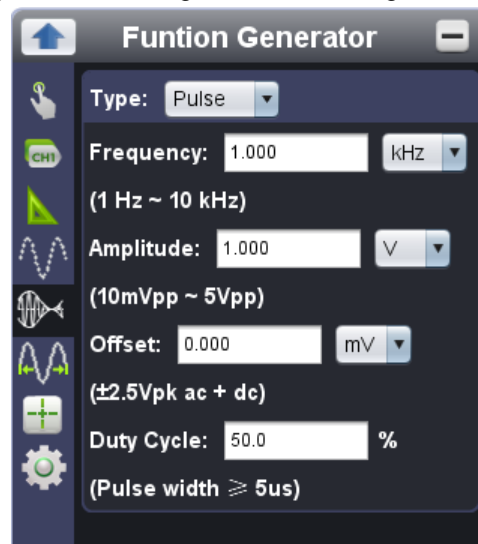 Funtion Generator
Type: Pulse
CH1
Frequency: 1.000 kHz
(1 Hz ~ 10 kHz)
Amplitude: 1.000 V
(10mVpp ~ 5Vpp)
Offset: 0.000 mV
(±2.5Vpk ac + dc)
Duty Cycle: 50.0 %
(Pulse width ≥ 5us)